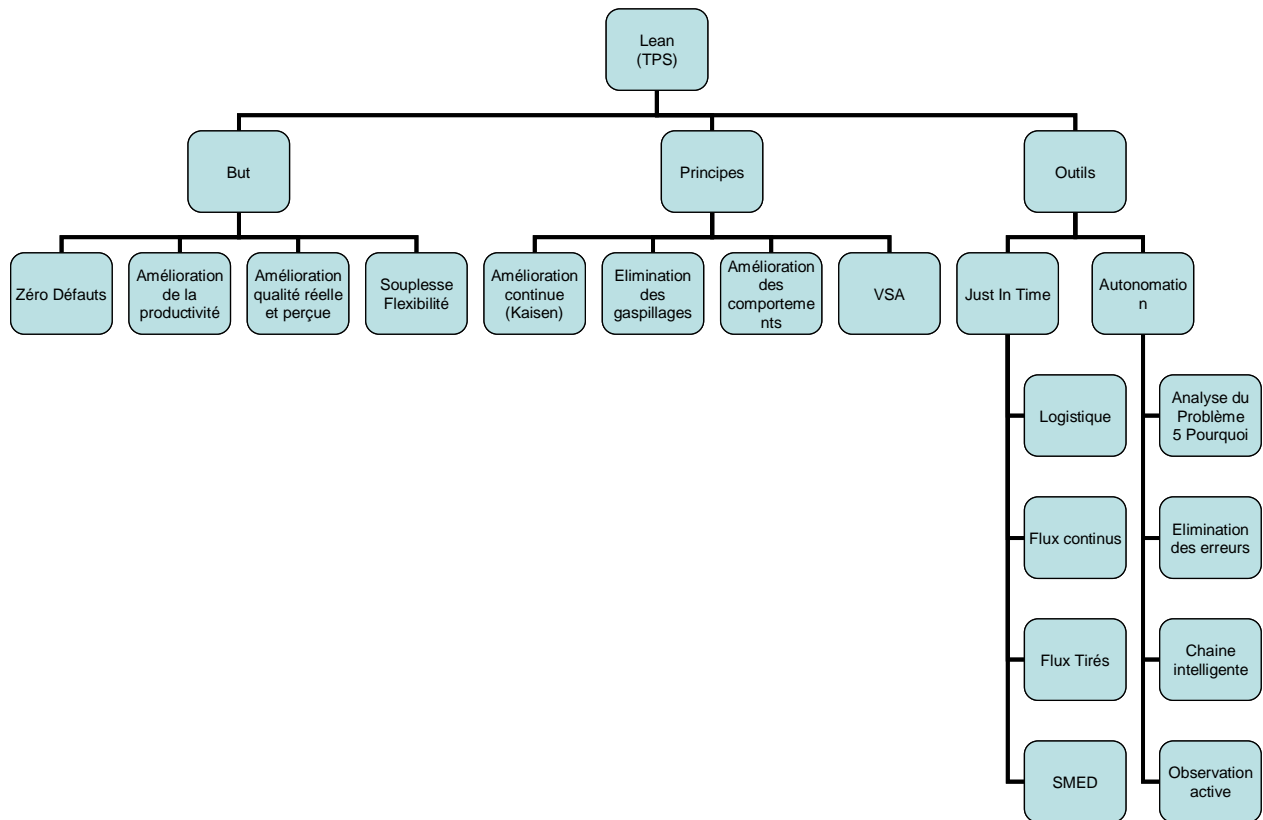 Lean
(TPS)
But
Principes
Outils
Zéro Défauts
Amélioration
de la
productivité
Amélioration
qualité réelle
et perçue
Souplesse
Flexibilité
Amélioration
continue
(Kaisen)
Elimination
des
gaspillages
Amélioration
des
comporteme
nts
VSA
Just In Time
Autonomatio
n
Logistique
Analyse du
Problème
5 Pourquoi
Flux continus
Elimination
des erreurs
Flux Tirés
Chaine
intelligente
SMED
Observation
active